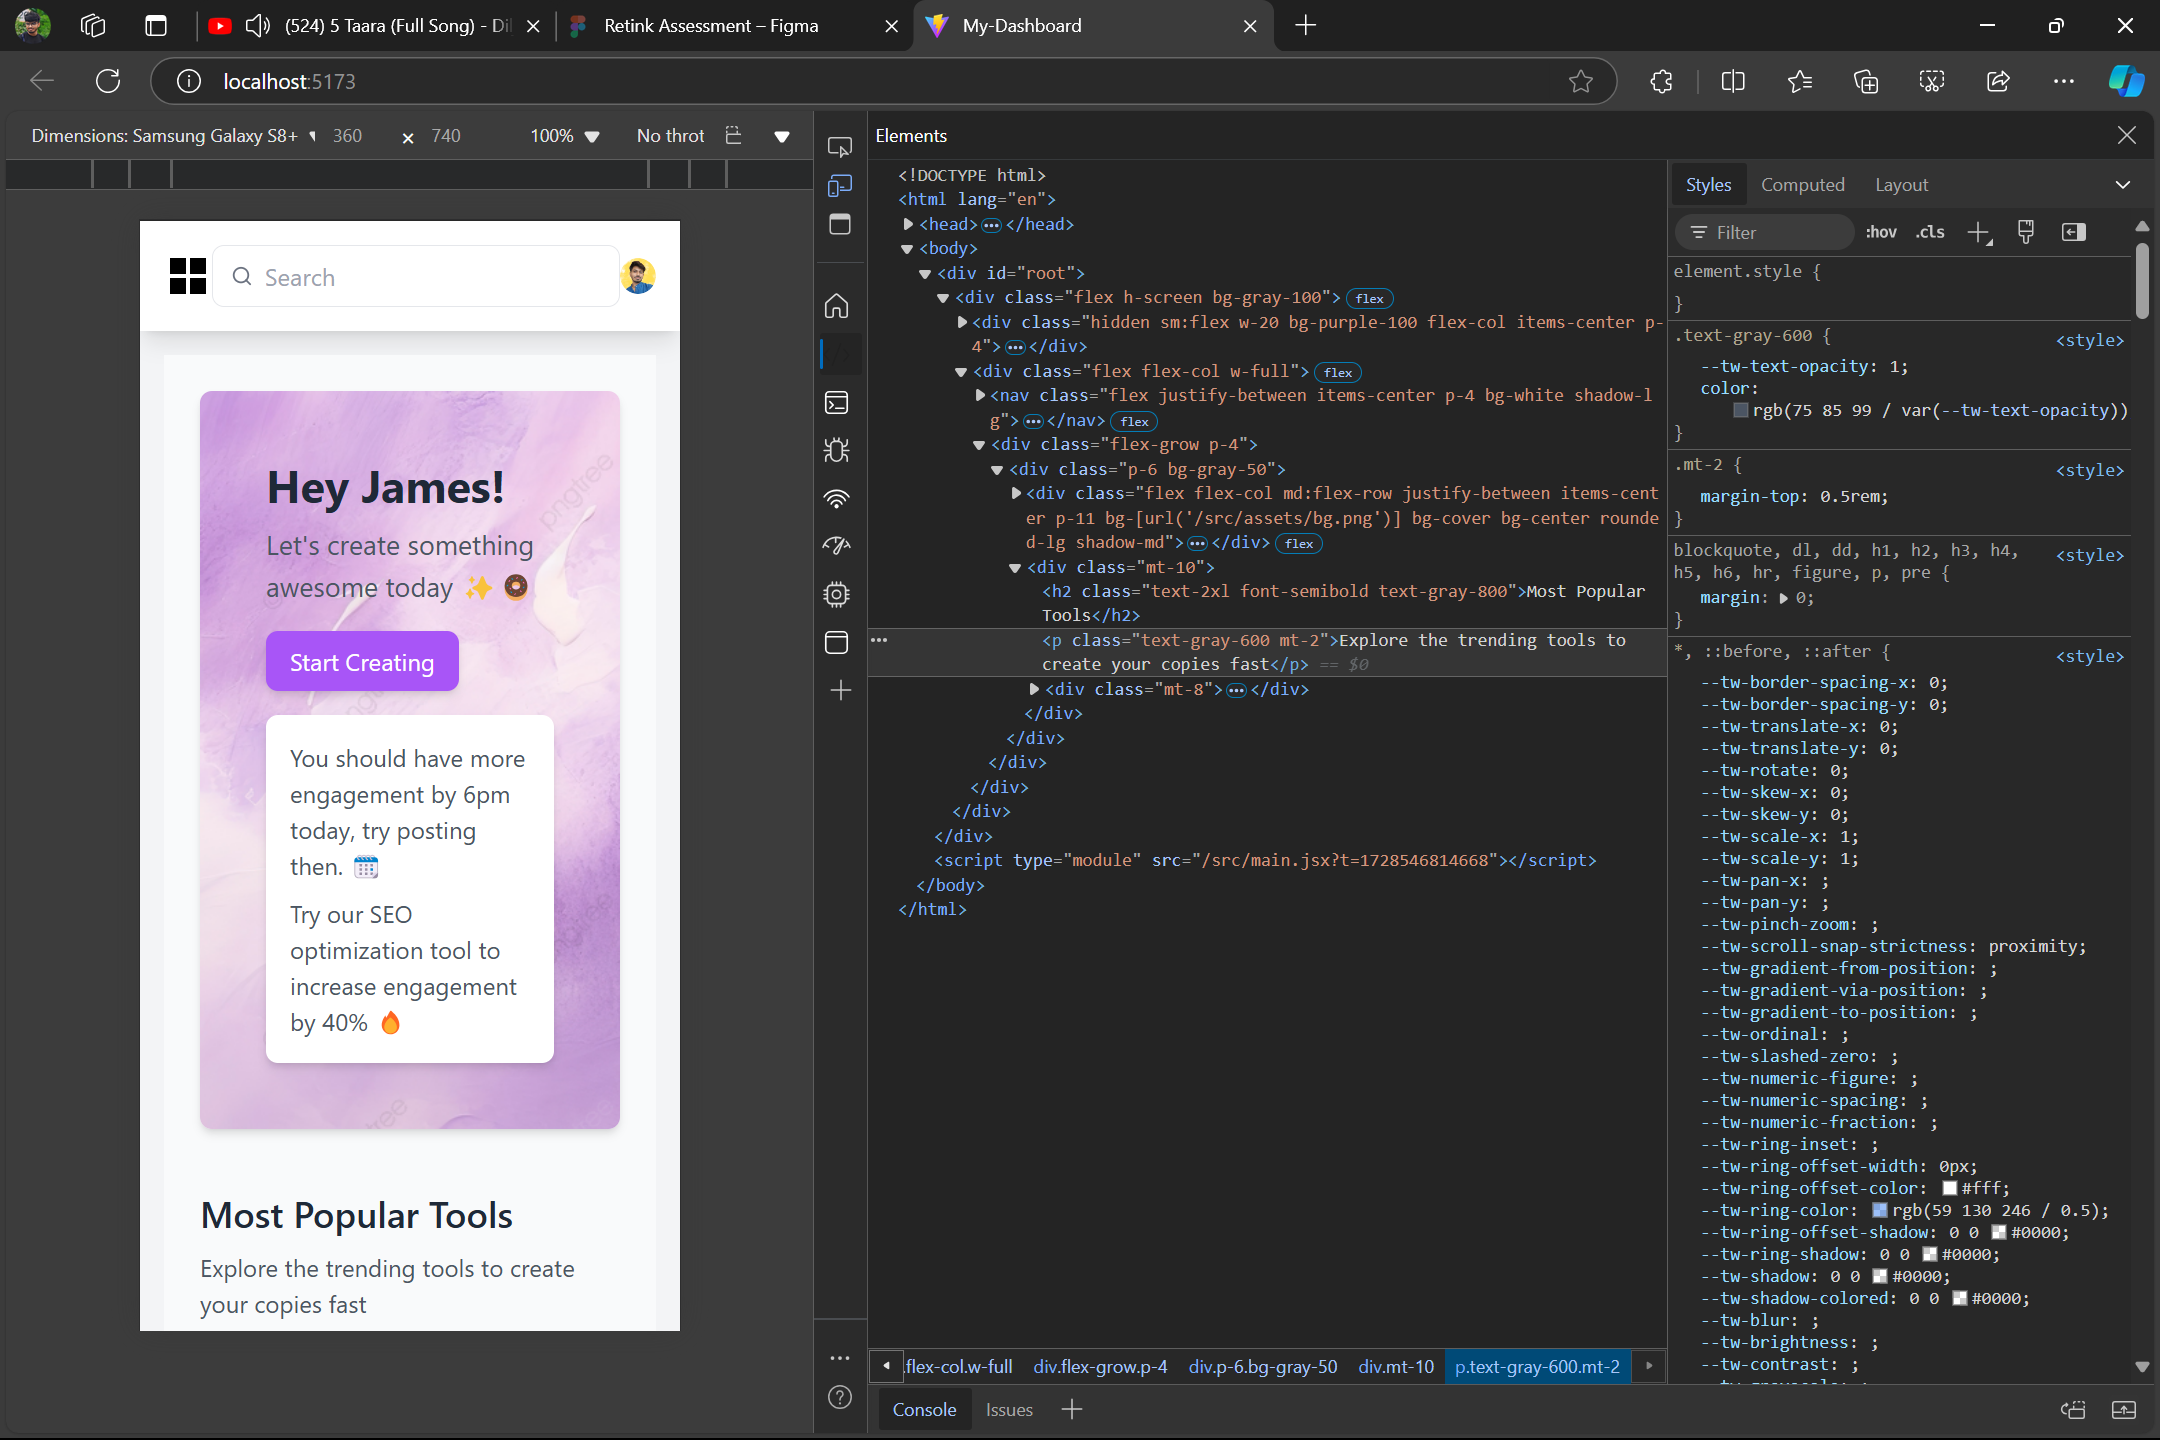 (524) 5 Taara (Full Song) - Dil
Retink Assessment – Figma
My-Dashboard
localhost:5173
Dimensions: Samsung Galaxy S8+ 360 × 740 100% No throt
Search
Hey James!
Let's create something
awesome today ✨ 🍩
Start Creating
You should have more
engagement by 6pm
today, try posting
then. 🗓️
Try our SEO
optimization tool to
increase engagement
by 40% 🔥
pngtree
pngtree
Most Popular Tools
Explore the trending tools to create
your copies fast
Elements
<!DOCTYPE html>
<html lang="en">
<head>…</head>
<body>
<div id="root">
<div class="flex h-screen bg-gray-100"> flex
<div class="hidden sm:flex w-20 bg-purple-100 flex-col items-center p-
4">…</div>
<div class="flex flex-col w-full"> flex
<nav class="flex justify-between items-center p-4 bg-white shadow-l
g">…</nav> flex
<div class="flex-grow p-4">
<div class="p-6 bg-gray-50">
<div class="flex flex-col md:flex-row justify-between items-cent
er p-11 bg-[url('/src/assets/bg.png')] bg-cover bg-center rounde
d-lg shadow-md">…</div> flex
<div class="mt-10">
<h2 class="text-2xl font-semibold text-gray-800">Most Popular
Tools</h2>
<p class="text-gray-600 mt-2">Explore the trending tools to
create your copies fast</p> == $0
<div class="mt-8">…</div>
</div>
</div>
</div>
</div>
</div>
</div>
<script type="module" src="/src/main.jsx?t=1728546814668"></script>
</body>
</html>
.flex-col.w-full div.flex-grow.p-4 div.p-6.bg-gray-50 div.mt-10 p.text-gray-600.mt-2
Console Issues
Styles Computed Layout
Filter :hov .cls
element.style {
}
.text-gray-600 { <style>
--tw-text-opacity: 1;
color:
rgb(75 85 99 / var(--tw-text-opacity))
}
.mt-2 { <style>
margin-top: 0.5rem;
}
blockquote, dl, dd, h1, h2, h3, h4, <style>
h5, h6, hr, figure, p, pre {
margin: 0;
}
*, ::before, ::after { <style>
--tw-border-spacing-x: 0;
--tw-border-spacing-y: 0;
--tw-translate-x: 0;
--tw-translate-y: 0;
--tw-rotate: 0;
--tw-skew-x: 0;
--tw-skew-y: 0;
--tw-scale-x: 1;
--tw-scale-y: 1;
--tw-pan-x: ;
--tw-pan-y: ;
--tw-pinch-zoom: ;
--tw-scroll-snap-strictness: proximity;
--tw-gradient-from-position: ;
--tw-gradient-via-position: ;
--tw-gradient-to-position: ;
--tw-ordinal: ;
--tw-slashed-zero: ;
--tw-numeric-figure: ;
--tw-numeric-spacing: ;
--tw-numeric-fraction: ;
--tw-ring-inset: ;
--tw-ring-offset-width: 0px;
--tw-ring-offset-color: #fff;
--tw-ring-color: rgb(59 130 246 / 0.5);
--tw-ring-offset-shadow: 0 0 #0000;
--tw-ring-shadow: 0 0 #0000;
--tw-shadow: 0 0 #0000;
--tw-shadow-colored: 0 0 #0000;
--tw-blur: ;
--tw-brightness: ;
--tw-contrast: ;